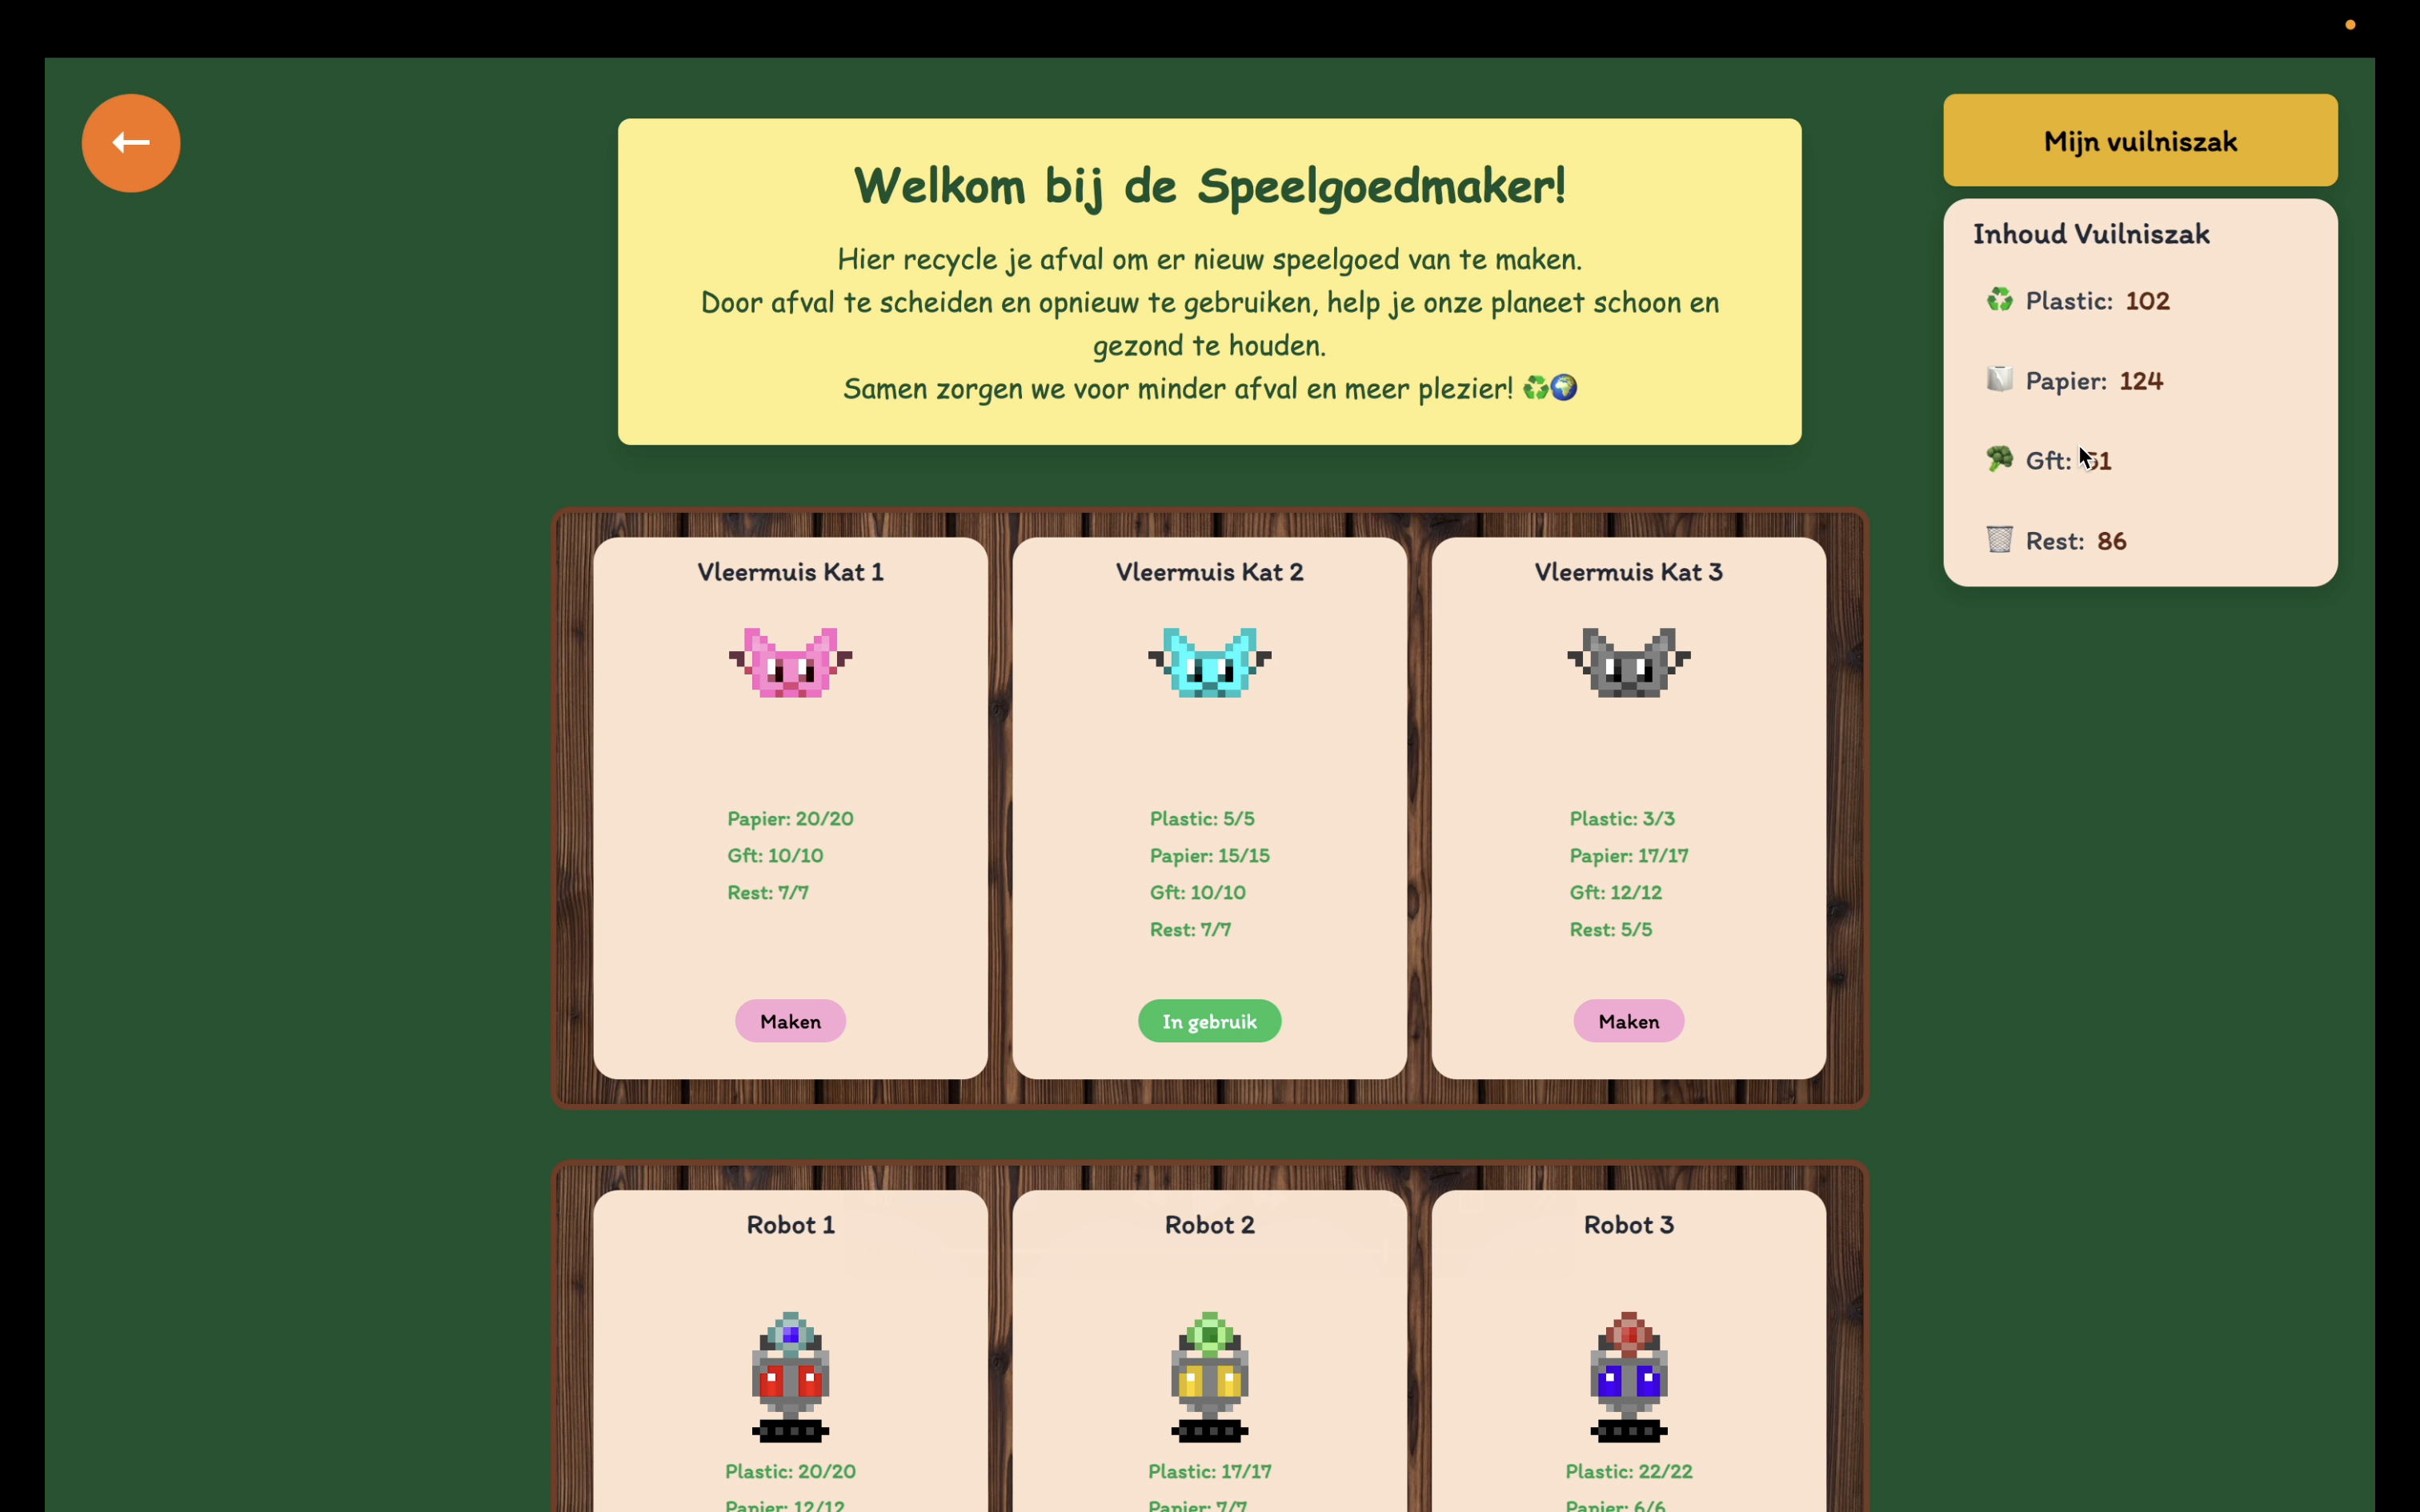 Welkom bij de Speelgoedmaker!
Hier recycle je afval om er nieuw speelgoed van te maken.
Door afval te scheiden en opnieuw te gebruiken, help je onze planeet schoon en
gezond te houden.
Samen zorgen we voor minder afval en meer plezier! ♻️🌍
Mijn vuilniszak
Inhoud Vuilniszak
Plastic: 102
Papier: 124
Gft:
Rest: 86
Vleermuis Kat 1
Papier: 20/20
Gft: 10/10
Rest: 7/7
Maken
Vleermuis Kat 2
Plastic: 5/5
Papier: 15/15
Gft: 10/10
Rest: 7/7
In gebruik
Vleermuis Kat 3
Plastic: 3/3
Papier: 17/17
Gft: 12/12
Rest: 5/5
Maken
Robot 1
Plastic: 20/20
Papier: 12/12
Robot 2
Plastic: 17/17
Papier: 7/7
Robot 3
Plastic: 22/22
Papier: 6/6